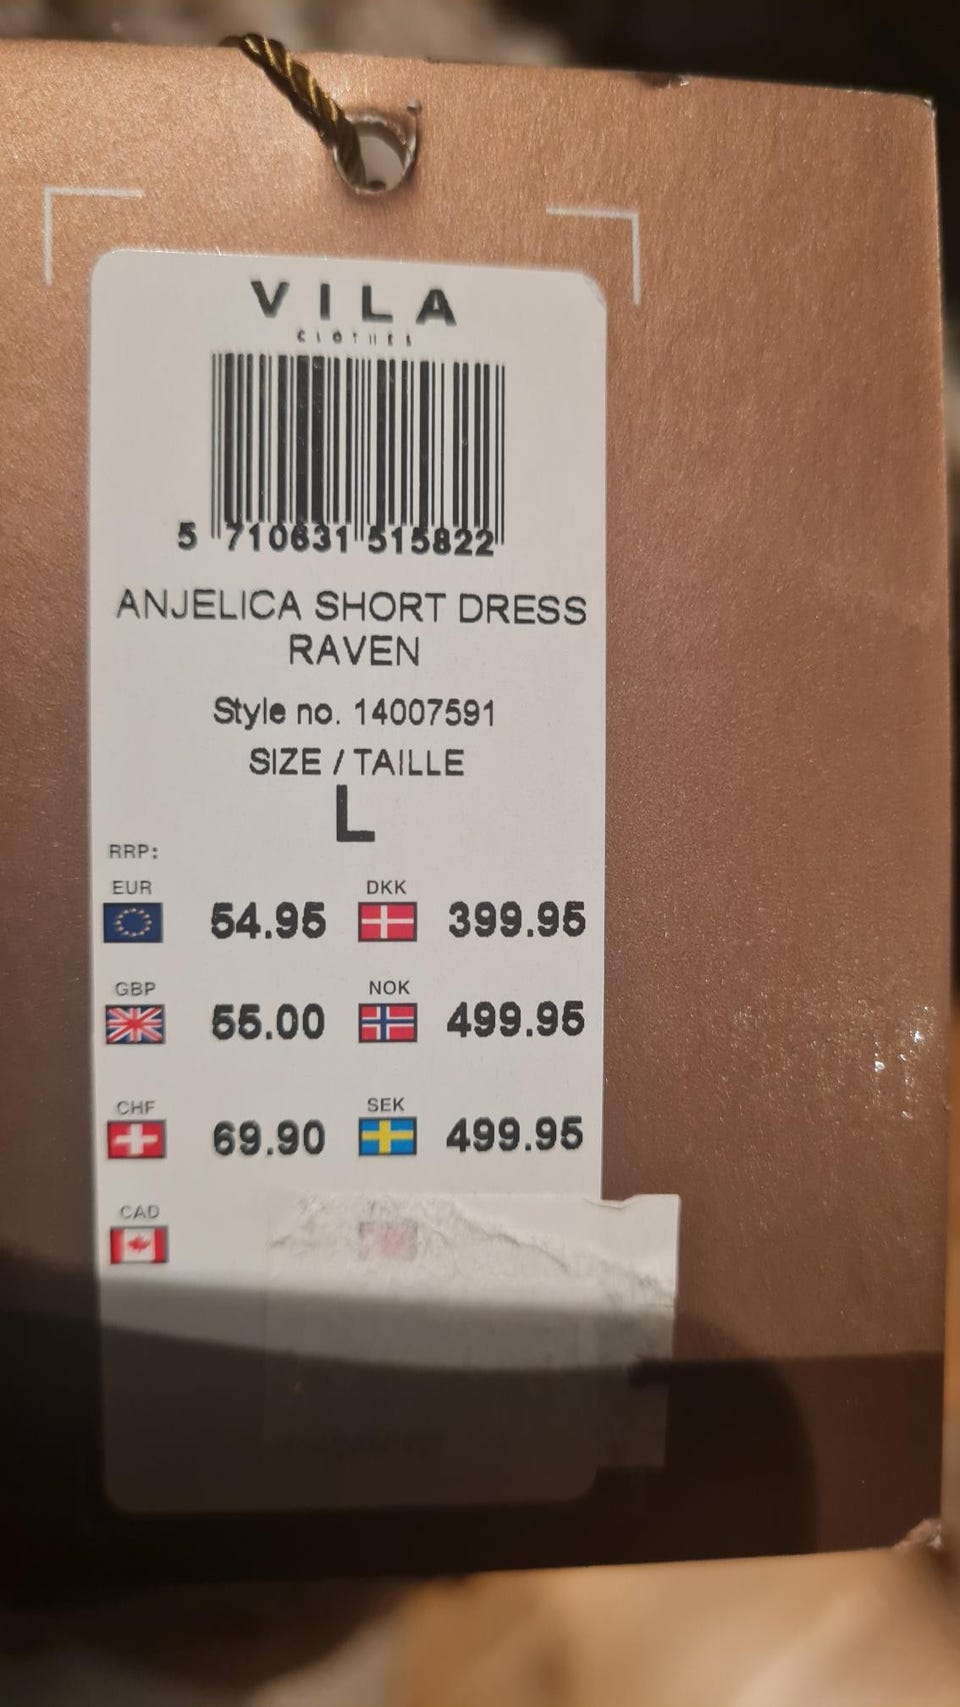 VILA
CLOTHES
5 710631 515822
ANJELICA SHORT DRESS
RAVEN
Style no. 14007591
SIZE / TAILLE
L
RRP:
EUR 54.95 DKK 399.95
GBP 55.00 NOK 499.95
CHF 69.90 SEK 499.95
CAD